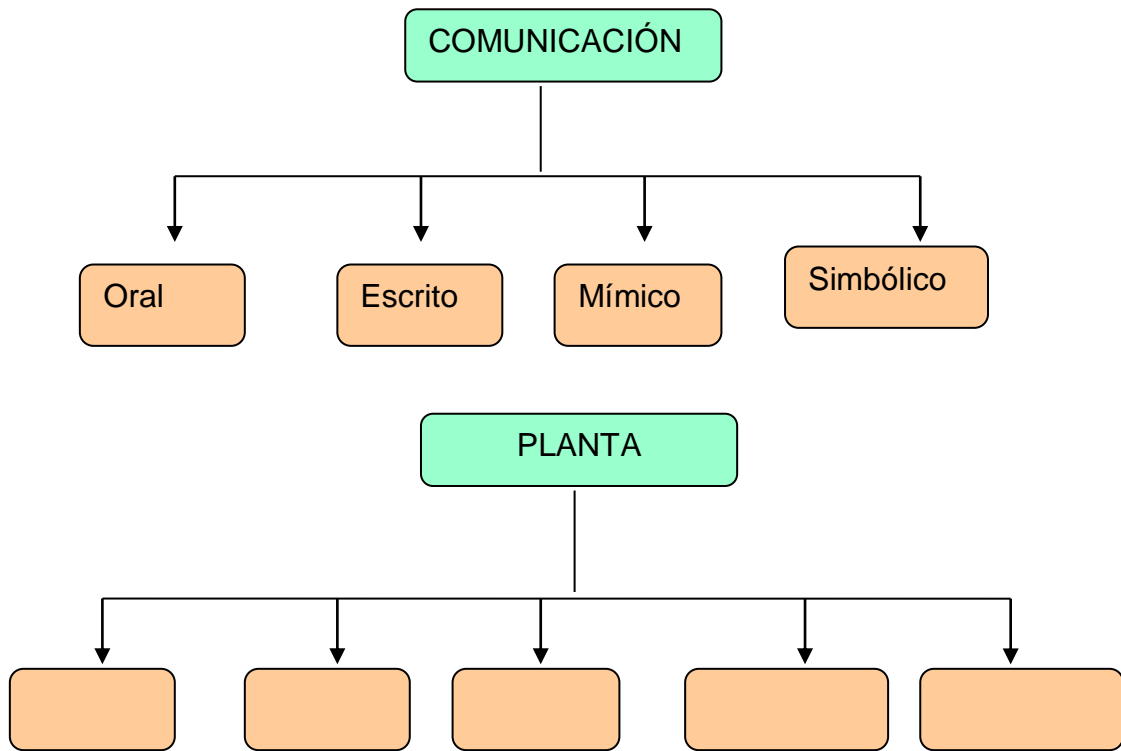 COMUNICACIÓN
Oral
Escrito
Mímico
Simbólico
PLANTA